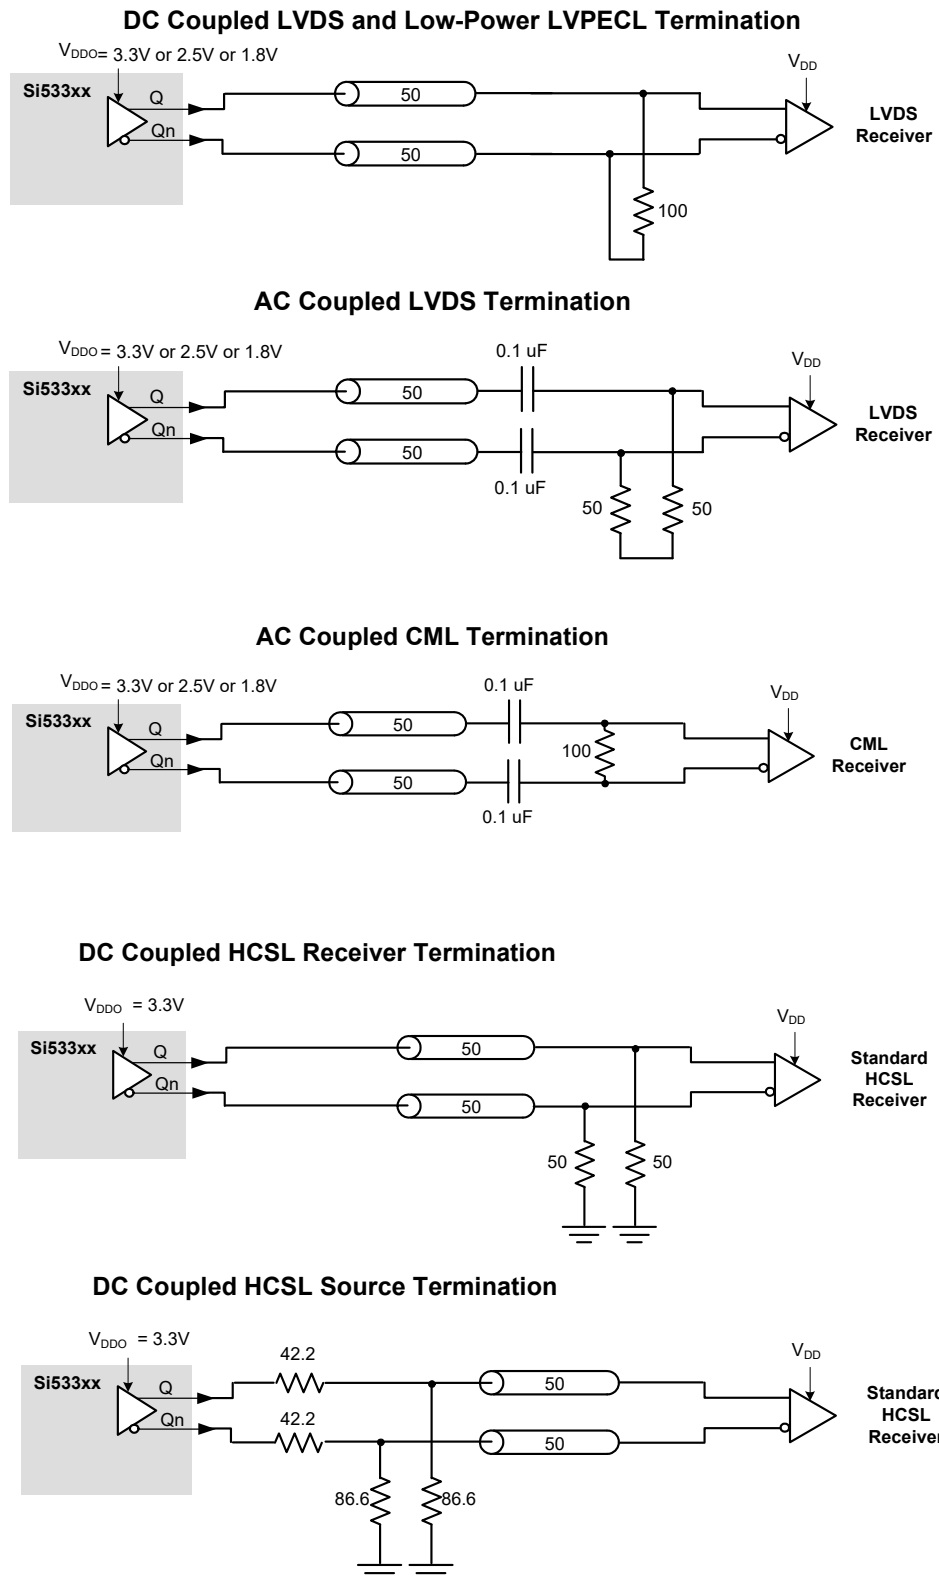 DC Coupled LVDS and Low-Power LVPECL Termination
VDDO= 3.3V or 2.5V or 1.8V
Si533xx
Q
Qn
50
50
100
VDD
LVDS
Receiver
AC Coupled LVDS Termination
VDDO = 3.3V or 2.5V or 1.8V
Si533xx
Q
Qn
50
50
0.1 uF
0.1 uF
50
50
VDD
LVDS
Receiver
AC Coupled CML Termination
VDDO = 3.3V or 2.5V or 1.8V
Si533xx
Q
Qn
50
50
0.1 uF
0.1 uF
100
VDD
CML
Receiver
DC Coupled HCSL Receiver Termination
VDDO = 3.3V
Si533xx
Q
Qn
50
50
50
50
VDD
Standard
HCSL
Receiver
DC Coupled HCSL Source Termination
VDDO = 3.3V
Si533xx
Q
Qn
42.2
42.2
86.6
86.6
50
50
VDD
Standard
HCSL
Receiver